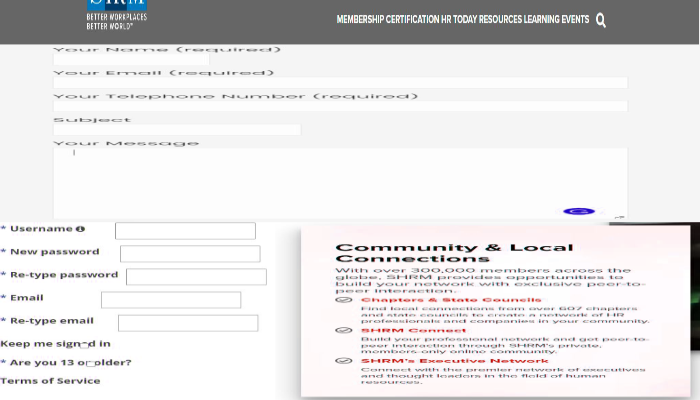 SHRM
BETTER WORKPLACES
BETTER WORLD™
MEMBERSHIP CERTIFICATION HR TODAY RESOURCES LEARNING EVENTS
Your Name (required)
Your Email (required)
Your Telephone Number (required)
Subject
Your Message
* Username
* New password
* Re-type password
* Email
* Re-type email
Keep me signed in
* Are you 13 or older?
Terms of Service
Community & Local
Connections
With over 300,000 members across the
globe, SHRM provides opportunities to
build your network with exclusive peer-to-
peer interaction.
Chapters & State Councils
Find local connections from over 607 chapters
and state councils to create a network of HR
professionals and companies in your community.
SHRM Connect
Build your professional network and get peer-to-
peer interaction through SHRM's private,
members-only online community.
SHRM's Executive Network
Connect with the premier network of executives
and thought leaders in the field of human
resources.